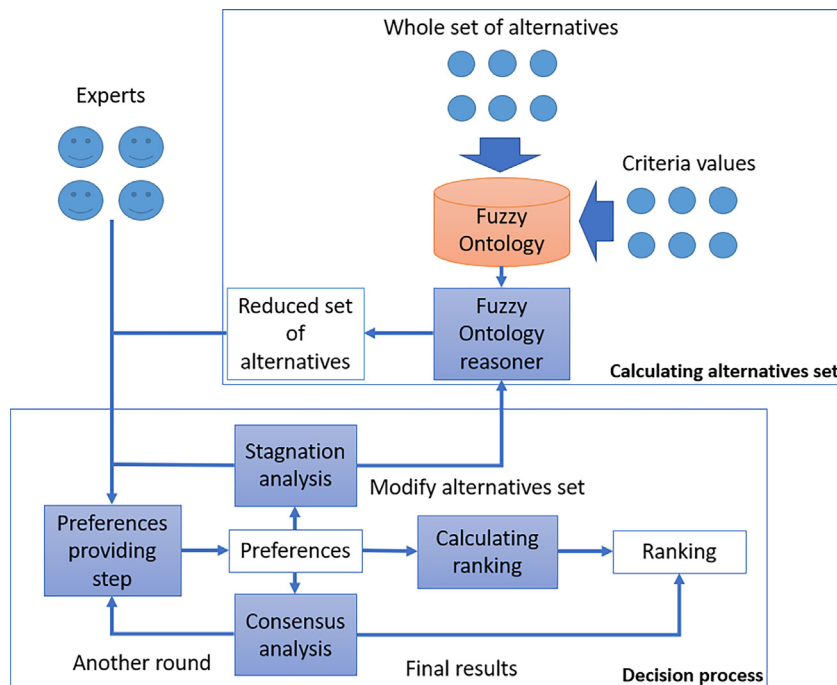 Whole set of alternatives
Experts
Criteria values
Fuzzy
Ontology
Reduced set
of
alternatives
Fuzzy
Ontology
reasoner
Calculating alternatives set
Stagnation
analysis
Modify alternatives set
Preferences
providing
step
Preferences
Calculating
ranking
Ranking
Consensus
analysis
Another round
Final results
Decision process